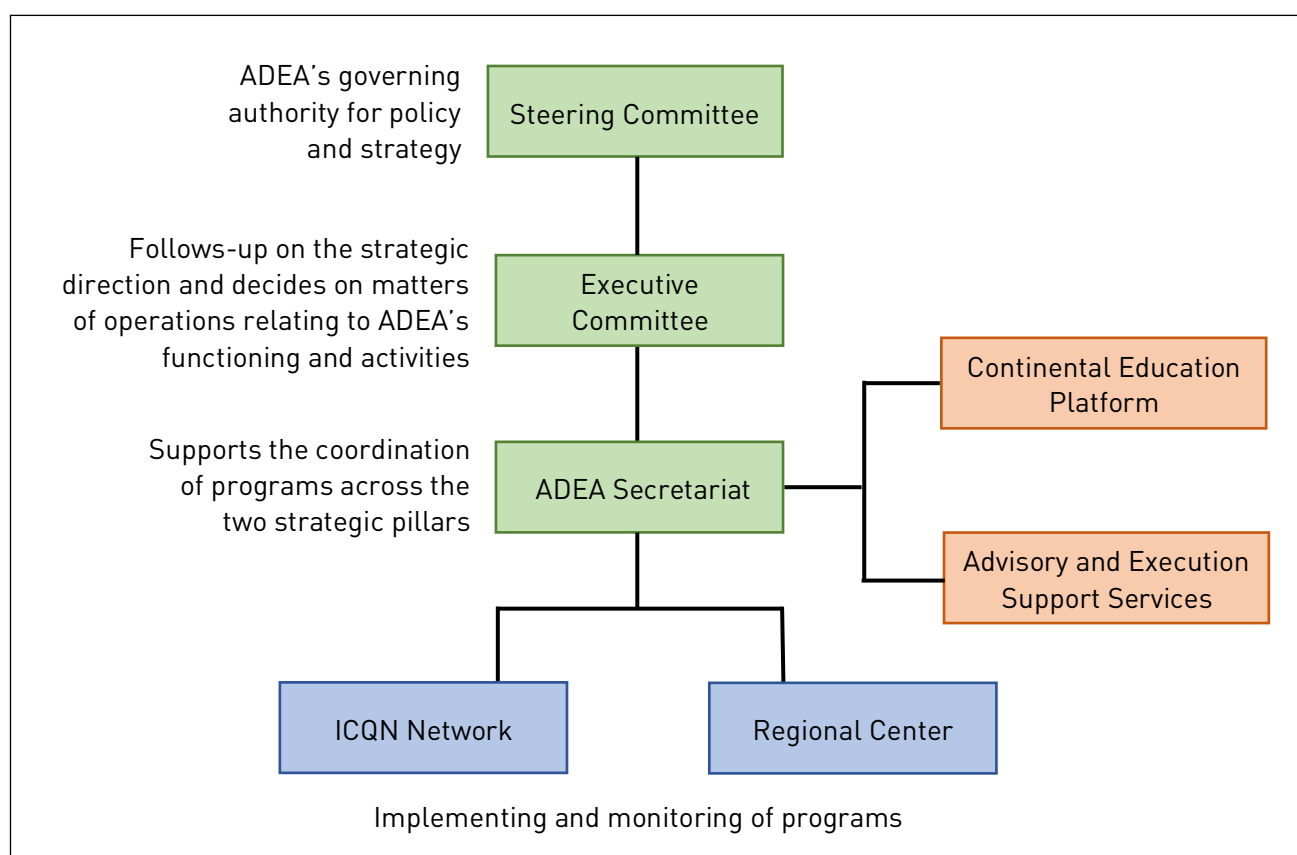 ADEA's governing
authority for policy
and strategy
Steering Committee
Follows-up on the strategic
direction and decides on matters
of operations relating to ADEA's
functioning and activities
Executive
Committee
Continental Education
Platform
Supports the coordination
of programs across the
two strategic pillars
ADEA Secretariat
Advisory and Execution
Support Services
ICQN Network
Regional Center
Implementing and monitoring of programs